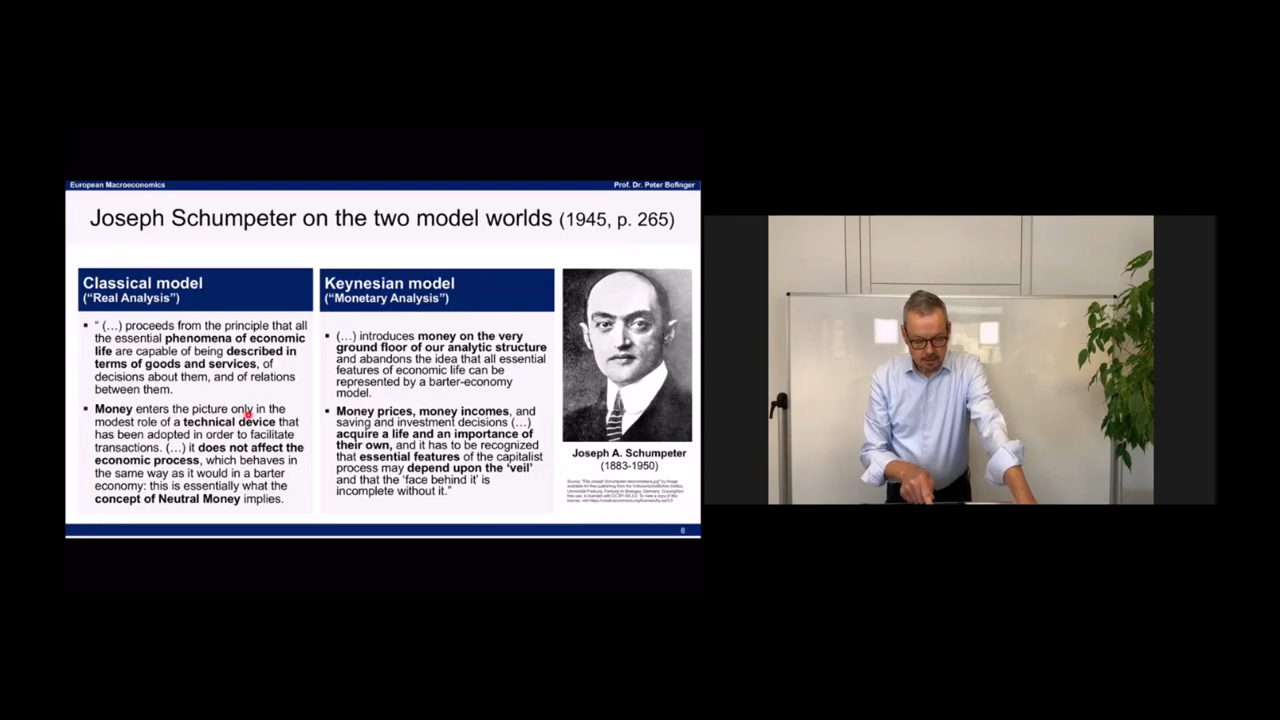 European Macroeconomics
Prof. Dr. Peter Bofinger
Joseph Schumpeter on the two model worlds (1945, p. 265)
Classical model
("Real Analysis")
▪ “ (…) proceeds from the principle that all
the essential phenomena of economic
life are capable of being described in
terms of goods and services, of
decisions about them, and of relations
between them.
▪ Money enters the picture only in the
modest role of a technical device that
has been adopted in order to facilitate
transactions. (…) it does not affect the
economic process, which behaves in
the same way as it would in a barter
economy: this is essentially what the
concept of Neutral Money implies.
Keynesian model
("Monetary Analysis")
▪ (…) introduces money on the very
ground floor of our analytic structure
and abandons the idea that all essential
features of economic life can be
represented by a barter-economy
model.
▪ Money prices, money incomes, and
saving and investment decisions (…)
acquire a life and an importance of
their own, and it has to be recognized
that essential features of the capitalist
process may depend upon the ‘veil’
and that the ‘face behind it’ is
incomplete without it.”
Joseph A. Schumpeter
(1883-1950)
8